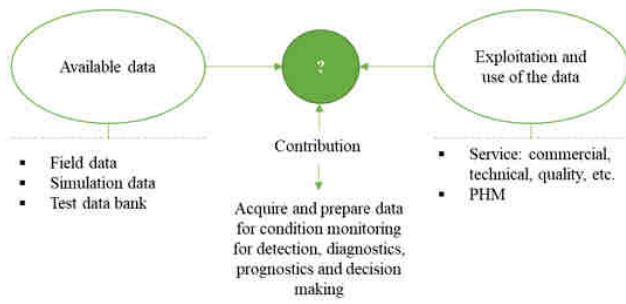 Available data
?
Exploitation and
use of the data
▪ Field data
▪ Simulation data
▪ Test data bank
Contribution
Acquire and prepare data
for condition monitoring
for detection, diagnostics,
prognostics and decision
making
▪ Service: commercial,
technical, quality, etc.
▪ PHM